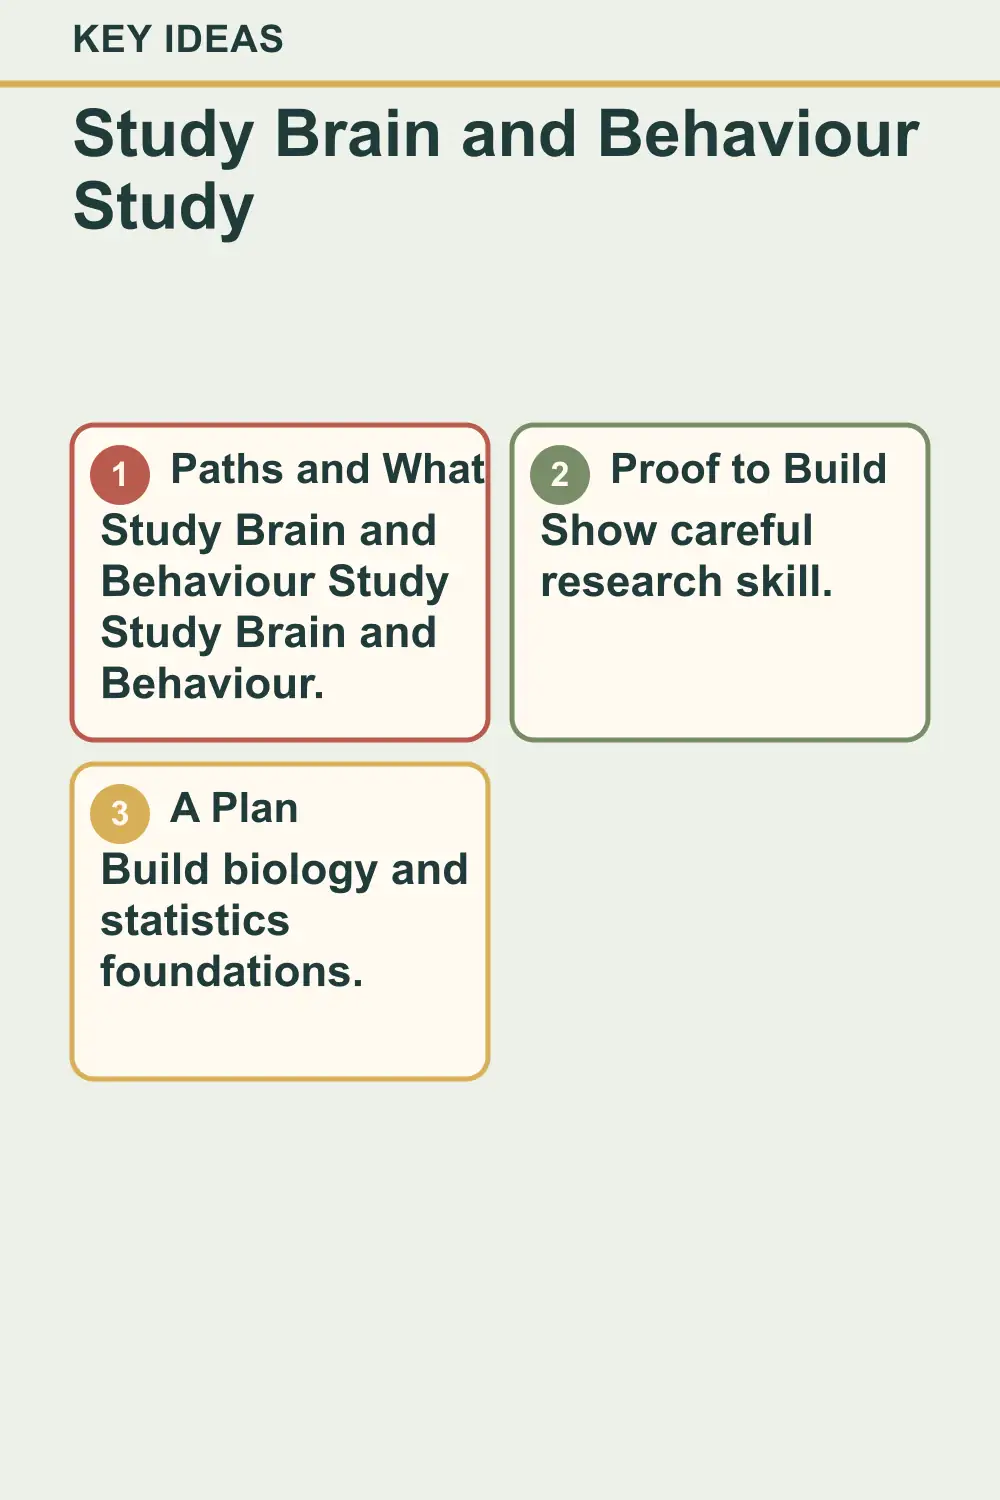 KEY IDEAS
Study Brain and Behaviour
Study
1 Paths and What
Study Brain and
Behaviour Study
Study Brain and
Behaviour.
2 Proof to Build
Show careful
research skill.
3 A Plan
Build biology and
statistics
foundations.